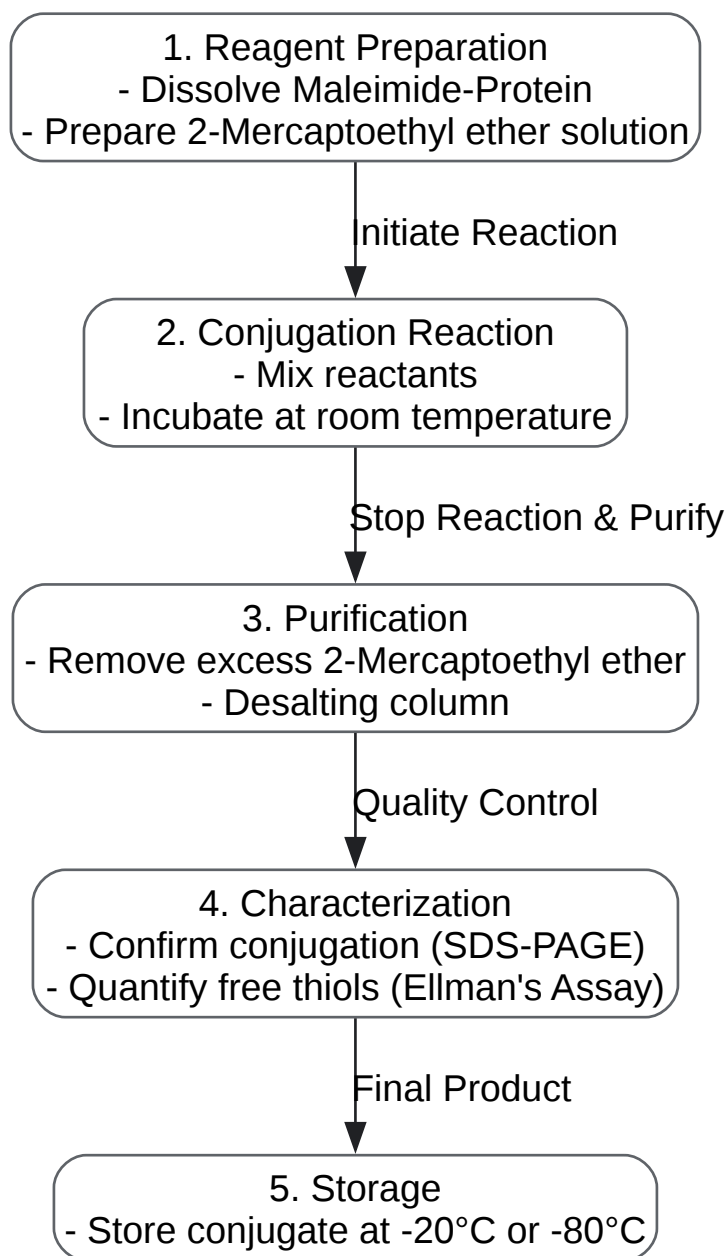 1. Reagent Preparation
- Dissolve Maleimide-Protein
- Prepare 2-Mercaptoethyl ether solution
Initiate Reaction
2. Conjugation Reaction
- Mix reactants
- Incubate at room temperature
Stop Reaction & Purify
3. Purification
- Remove excess 2-Mercaptoethyl ether
- Desalting column
Quality Control
4. Characterization
- Confirm conjugation (SDS-PAGE)
- Quantify free thiols (Ellman's Assay)
Final Product
5. Storage
- Store conjugate at -20°C or -80°C